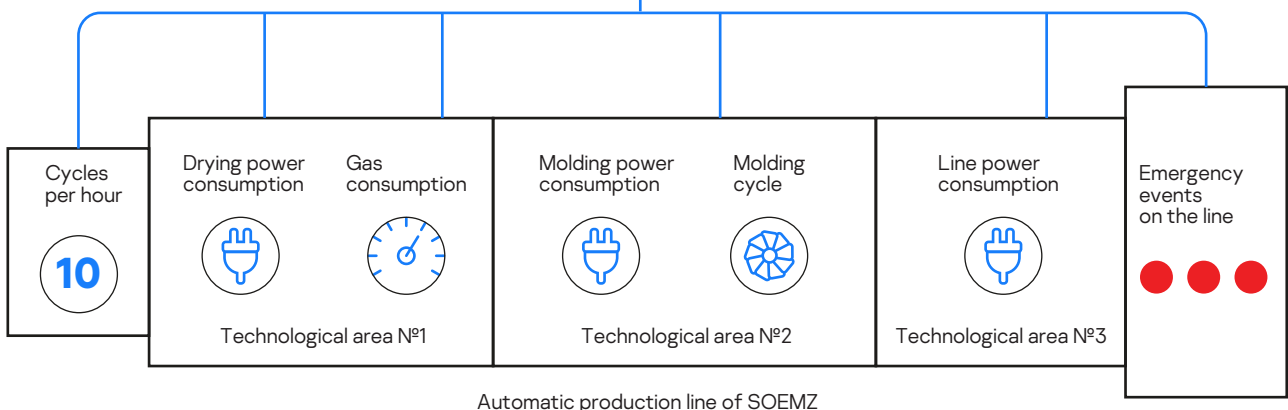 Cycles
per hour
10
Drying power
consumption
Gas
consumption
Technological area №1
Molding power
consumption
Molding
cycle
Technological area №2
Line power
consumption
Technological area №3
Emergency
events
on the line
Automatic production line of SOEMZ